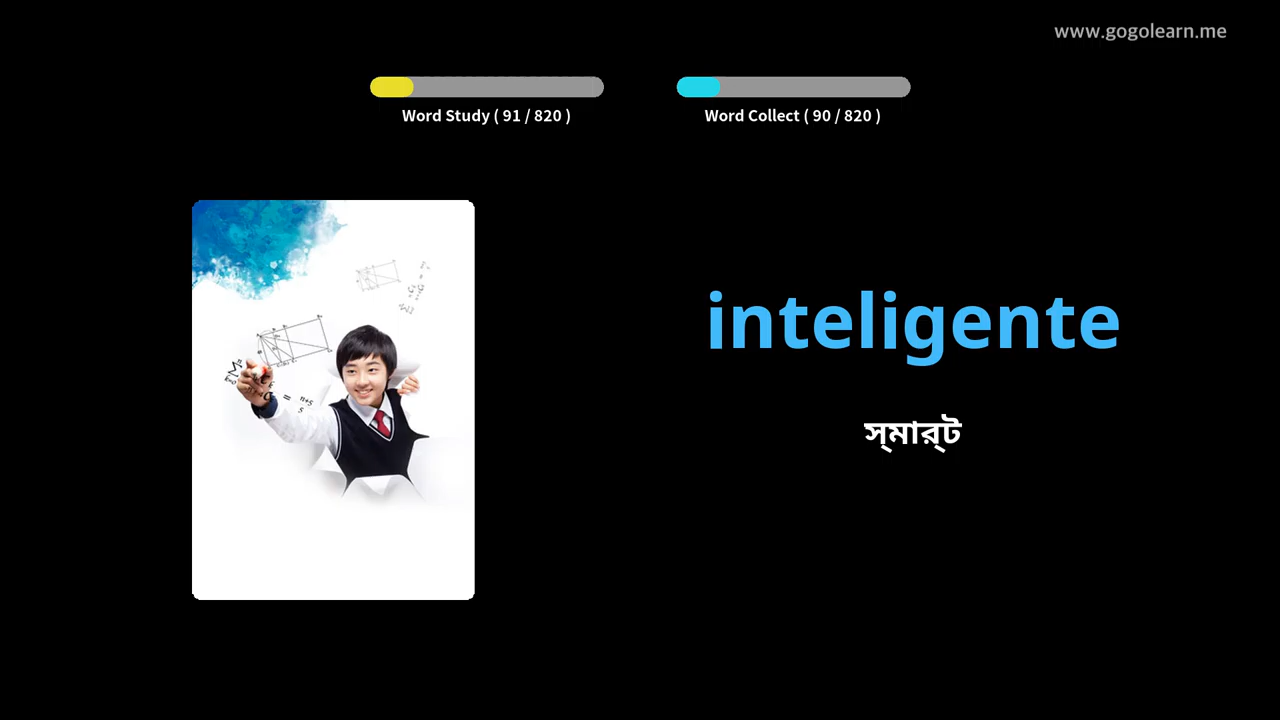 www.gogolearn.me
Word Study ( 91 / 820 )
Word Collect ( 90 / 820 )
inteligente
স্মার্ট